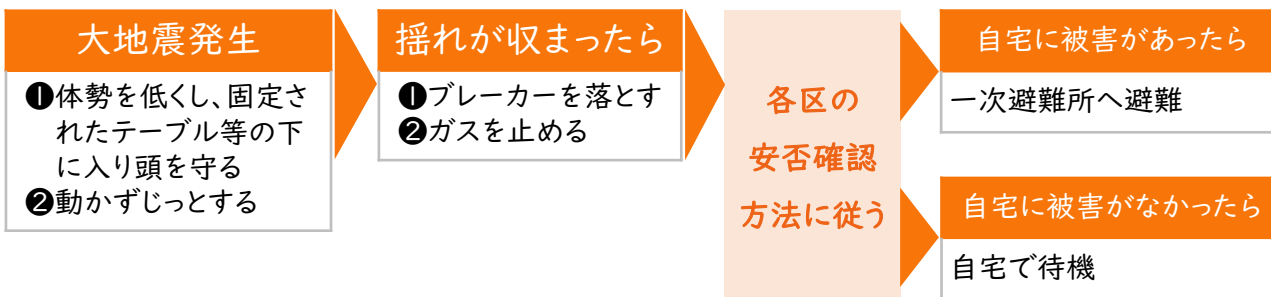 大地震発生
❶体勢を低くし、固定さ
れたテーブル等の下
に入り頭を守る
❷動かずじっとする
揺れが収まったら
❶ブレーカーを落とす
❷ガスを止める
各区の
安否確認
方法に従う
自宅に被害があったら
一次避難所へ避難
自宅に被害がなかったら
自宅で待機